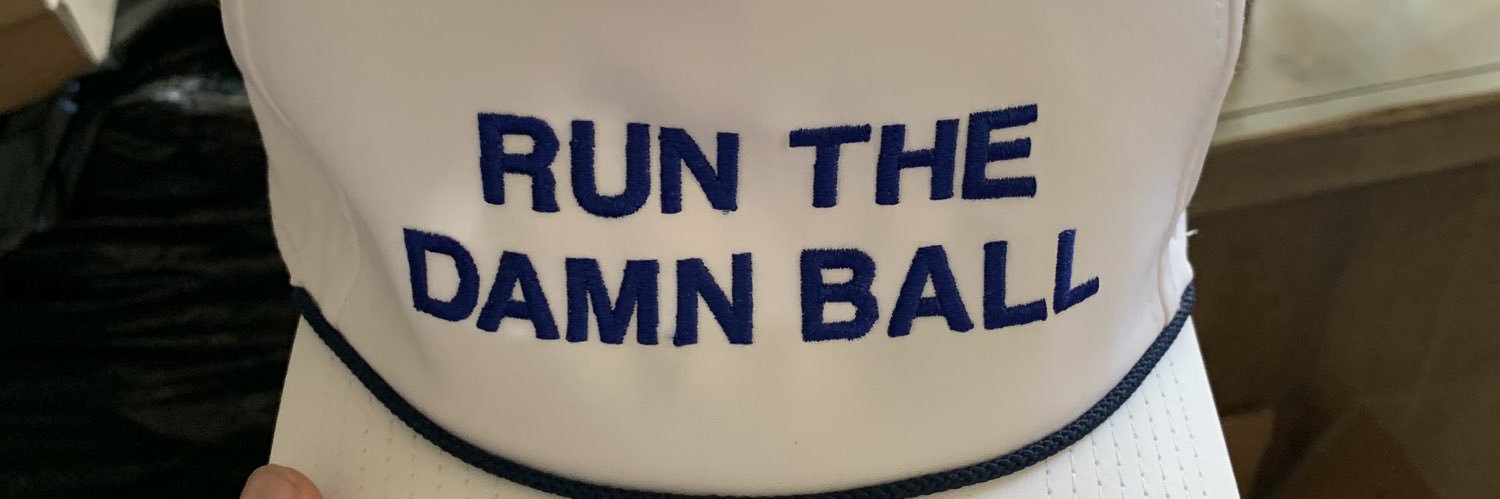 RUN THE
DAMN BALL